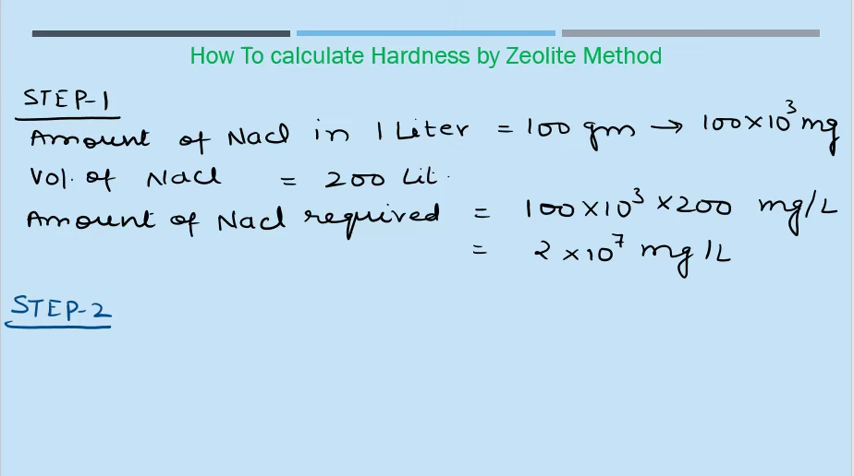 How To calculate Hardness by Zeolite Method
STEP-1
Amount of Nacl in 1 Liter = 100 gm → 100×10³ mg
Vol. of Nacl = 200 Lit.
Amount of Nacl required = 100×10³ ×200 mg/L
= 2×10⁷ mg/L
STEP-2